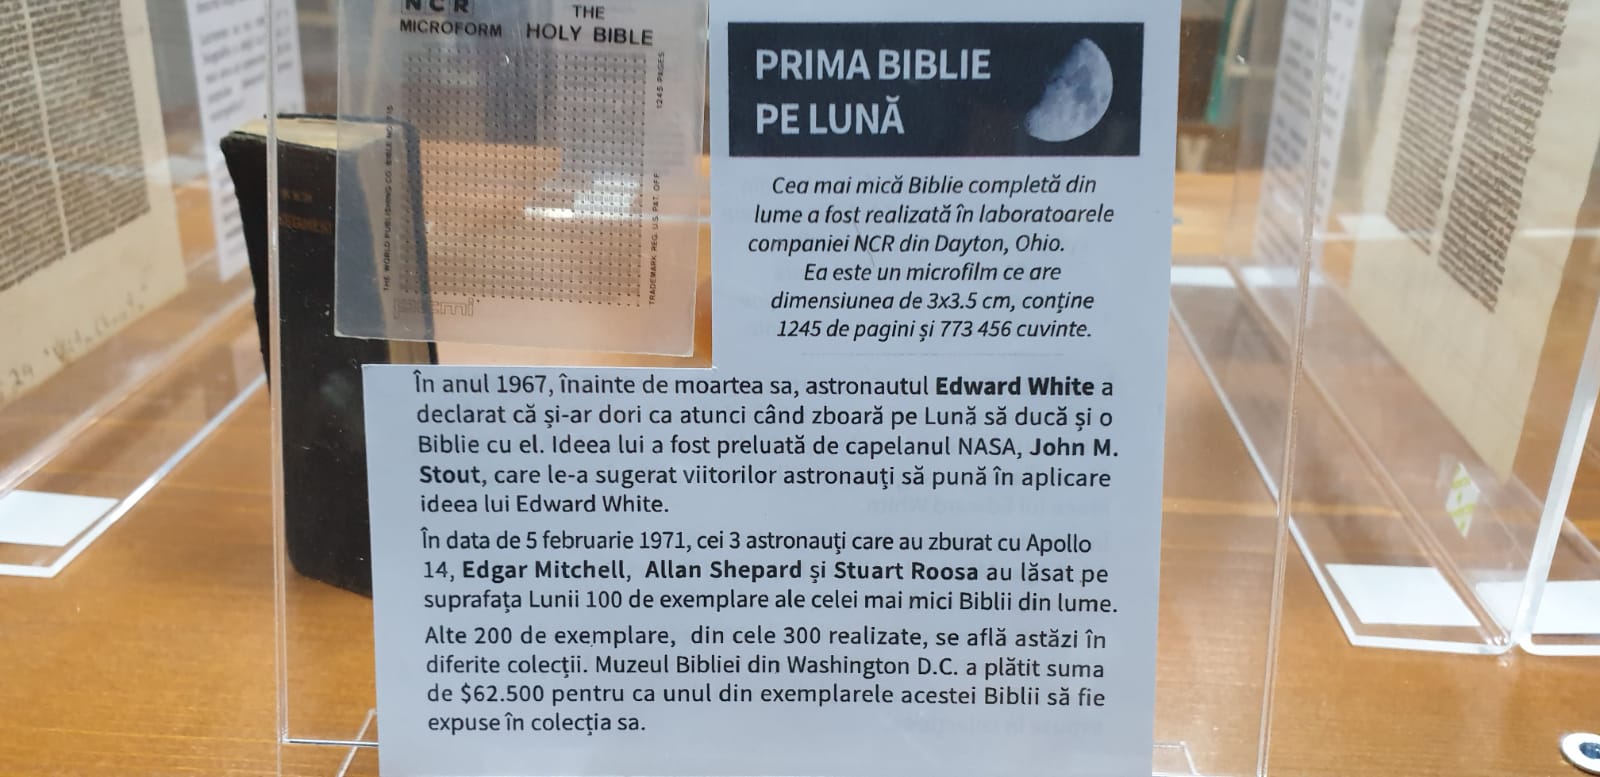 NCR
MICROFORM
THE
HOLY BIBLE
1245 PAGES
THE WORLD PUBLISHING CO. BIBLE NO. 715
TRADEMARK REG. U.S. PAT. OFF.
PRIMA BIBLIE
PE LUNĂ
Cea mai mică Biblie completă din
lume a fost realizată în laboratoarele
companiei NCR din Dayton, Ohio.
Ea este un microfilm ce are
dimensiunea de 3x3.5 cm, conține
1245 de pagini și 773 456 cuvinte.
În anul 1967, înainte de moartea sa, astronautul Edward White a
declarat că și-ar dori ca atunci când zboară pe Lună să ducă și o
Biblie cu el. Ideea lui a fost preluată de capelanul NASA, John M.
Stout, care le-a sugerat viitorilor astronauți să pună în aplicare
ideea lui Edward White.
În data de 5 februarie 1971, cei 3 astronauți care au zburat cu Apollo
14, Edgar Mitchell, Allan Shepard și Stuart Roosa au lăsat pe
suprafața Lunii 100 de exemplare ale celei mai mici Biblii din lume.
Alte 200 de exemplare, din cele 300 realizate, se află astăzi în
diferite colecții. Muzeul Bibliei din Washington D.C. a plătit suma
de $62.500 pentru ca unul din exemplarele acestei Biblii să fie
expuse în colecția sa.